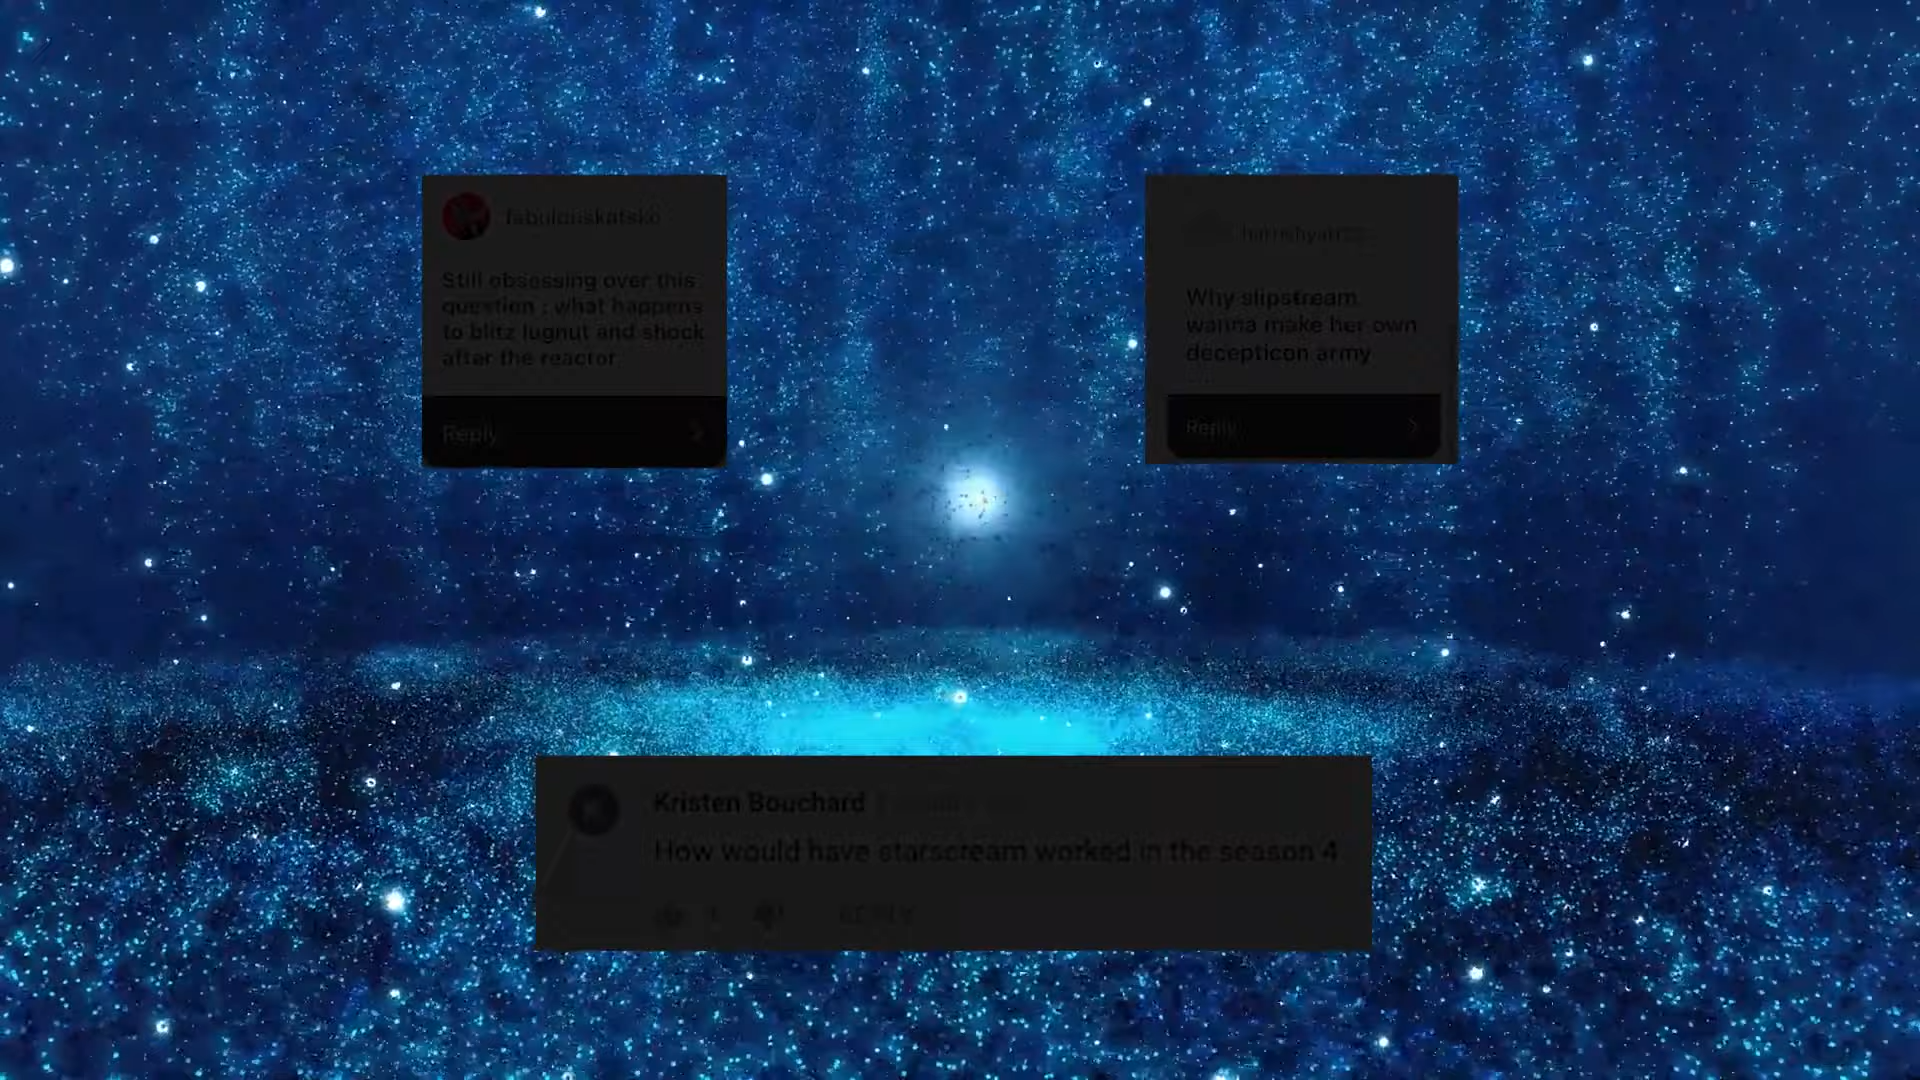 fabulouskatsko
Still obsessing over this
question : what happens
to blitz lugnut and shock
after the reactor
Reply
Why slipstream
wanna make her own
decepticon army
Reply
Kristen Bouchard
How would have starscream worked in the season 4
REPLY